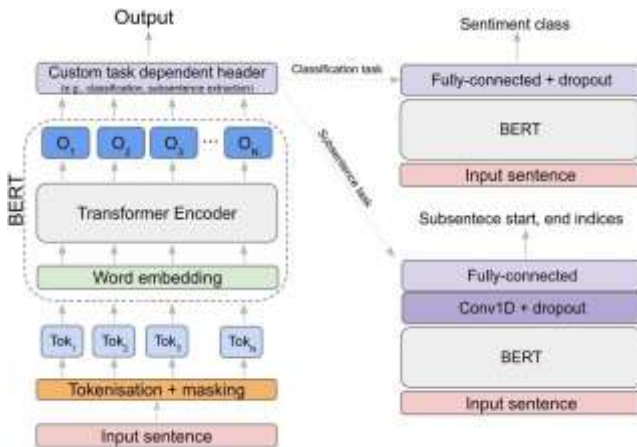 Output
Custom task dependent header
(e.g., classification, subsentence extraction)
O1 O2 O3 ... ON
BERT
Transformer Encoder
Word embedding
Tok1 Tok2 Tok3 TokN
Tokenisation + masking
Input sentence
Classification task
Subsentence task
Sentiment class
Fully-connected + dropout
BERT
Input sentence
Subsentece start, end indices
Fully-connected
Conv1D + dropout
BERT
Input sentence